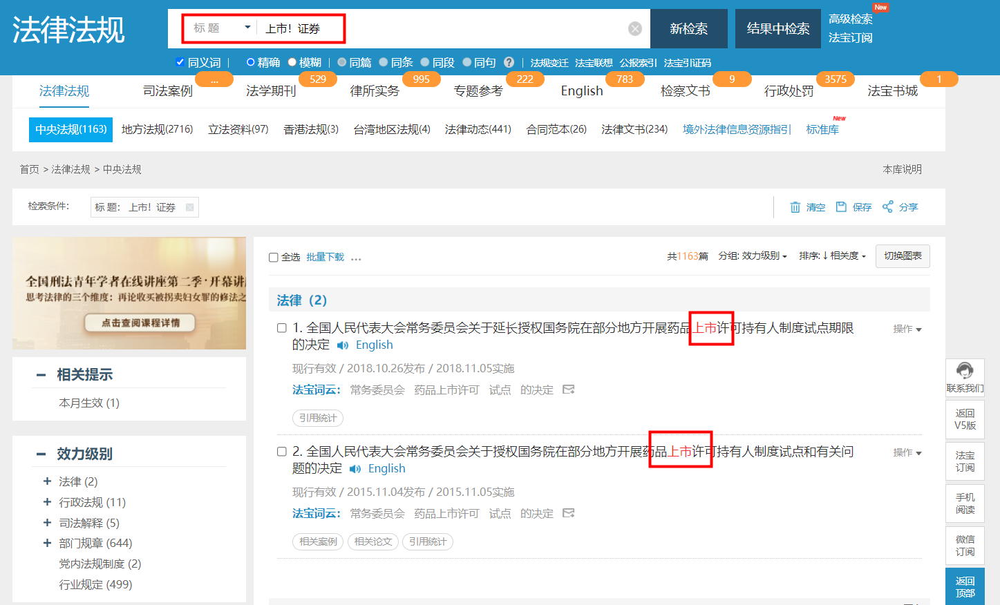 法律法规
标 题 上市！证券
新检索
结果中检索
高级检索
New
法宝订阅
同义词 | 精确 模糊 | 同篇 同条 同段 同句 ? | 法规变迁 法宝联想 公报索引 法宝引证码
法律法规 司法案例 ... 法学期刊 529 律所实务 995 专题参考 222 English 783 检察文书 9 行政处罚 3575 法宝书城 1
中央法规(1163) 地方法规(2716) 立法资料(97) 香港法规(3) 台湾地区法规(4) 法律动态(441) 合同范本(26) 法律文书(234) 境外法律信息资源指引 标准库 New
首页 > 法律法规 > 中央法规
本库说明
检索条件： 标 题： 上市！证券
清空 保存 分享
全国刑法青年学者在线讲座第二季·开幕讲座
思考法律的三个维度：再论收买被拐卖妇女罪的修法之
点击查阅课程详情
相关提示
本月生效 (1)
效力级别
法律 (2)
行政法规 (11)
司法解释 (5)
部门规章 (644)
党内法规制度 (2)
行业规定 (499)
全选 批量下载 ...
共1163篇 分组: 效力级别 排序:↓相关度 切换图表
法律（2）
1. 全国人民代表大会常务委员会关于延长授权国务院在部分地方开展药品上市许可持有人制度试点期限
的决定 English
操作
现行有效 / 2018.10.26发布 / 2018.11.05实施
法宝词云： 常务委员会 药品上市许可 试点 的决定
引用统计
2. 全国人民代表大会常务委员会关于授权国务院在部分地方开展药品上市许可持有人制度试点和有关问
题的决定 English
操作
现行有效 / 2015.11.04发布 / 2015.11.05实施
法宝词云： 常务委员会 药品上市许可 试点 的决定
相关案例 相关论文 引用统计
联系我们
返回
V5版
法宝
订阅
手机
阅读
微信
订阅
返回
顶部